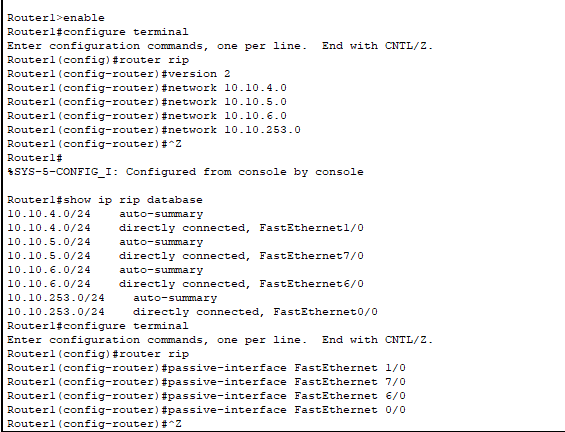 Router1>enable
Router1#configure terminal
Enter configuration commands, one per line.  End with CNTL/Z.
Router1(config)#router rip
Router1(config-router)#version 2
Router1(config-router)#network 10.10.4.0
Router1(config-router)#network 10.10.5.0
Router1(config-router)#network 10.10.6.0
Router1(config-router)#network 10.10.253.0
Router1(config-router)#^Z
Router1#
%SYS-5-CONFIG_I: Configured from console by console
Router1#show ip rip database
10.10.4.0/24    auto-summary
10.10.4.0/24    directly connected, FastEthernet1/0
10.10.5.0/24    auto-summary
10.10.5.0/24    directly connected, FastEthernet7/0
10.10.6.0/24    auto-summary
10.10.6.0/24    directly connected, FastEthernet6/0
10.10.253.0/24    auto-summary
10.10.253.0/24    directly connected, FastEthernet0/0
Router1#configure terminal
Enter configuration commands, one per line.  End with CNTL/Z.
Router1(config)#router rip
Router1(config-router)#passive-interface FastEthernet 1/0
Router1(config-router)#passive-interface FastEthernet 7/0
Router1(config-router)#passive-interface FastEthernet 6/0
Router1(config-router)#passive-interface FastEthernet 0/0
Router1(config-router)#^Z